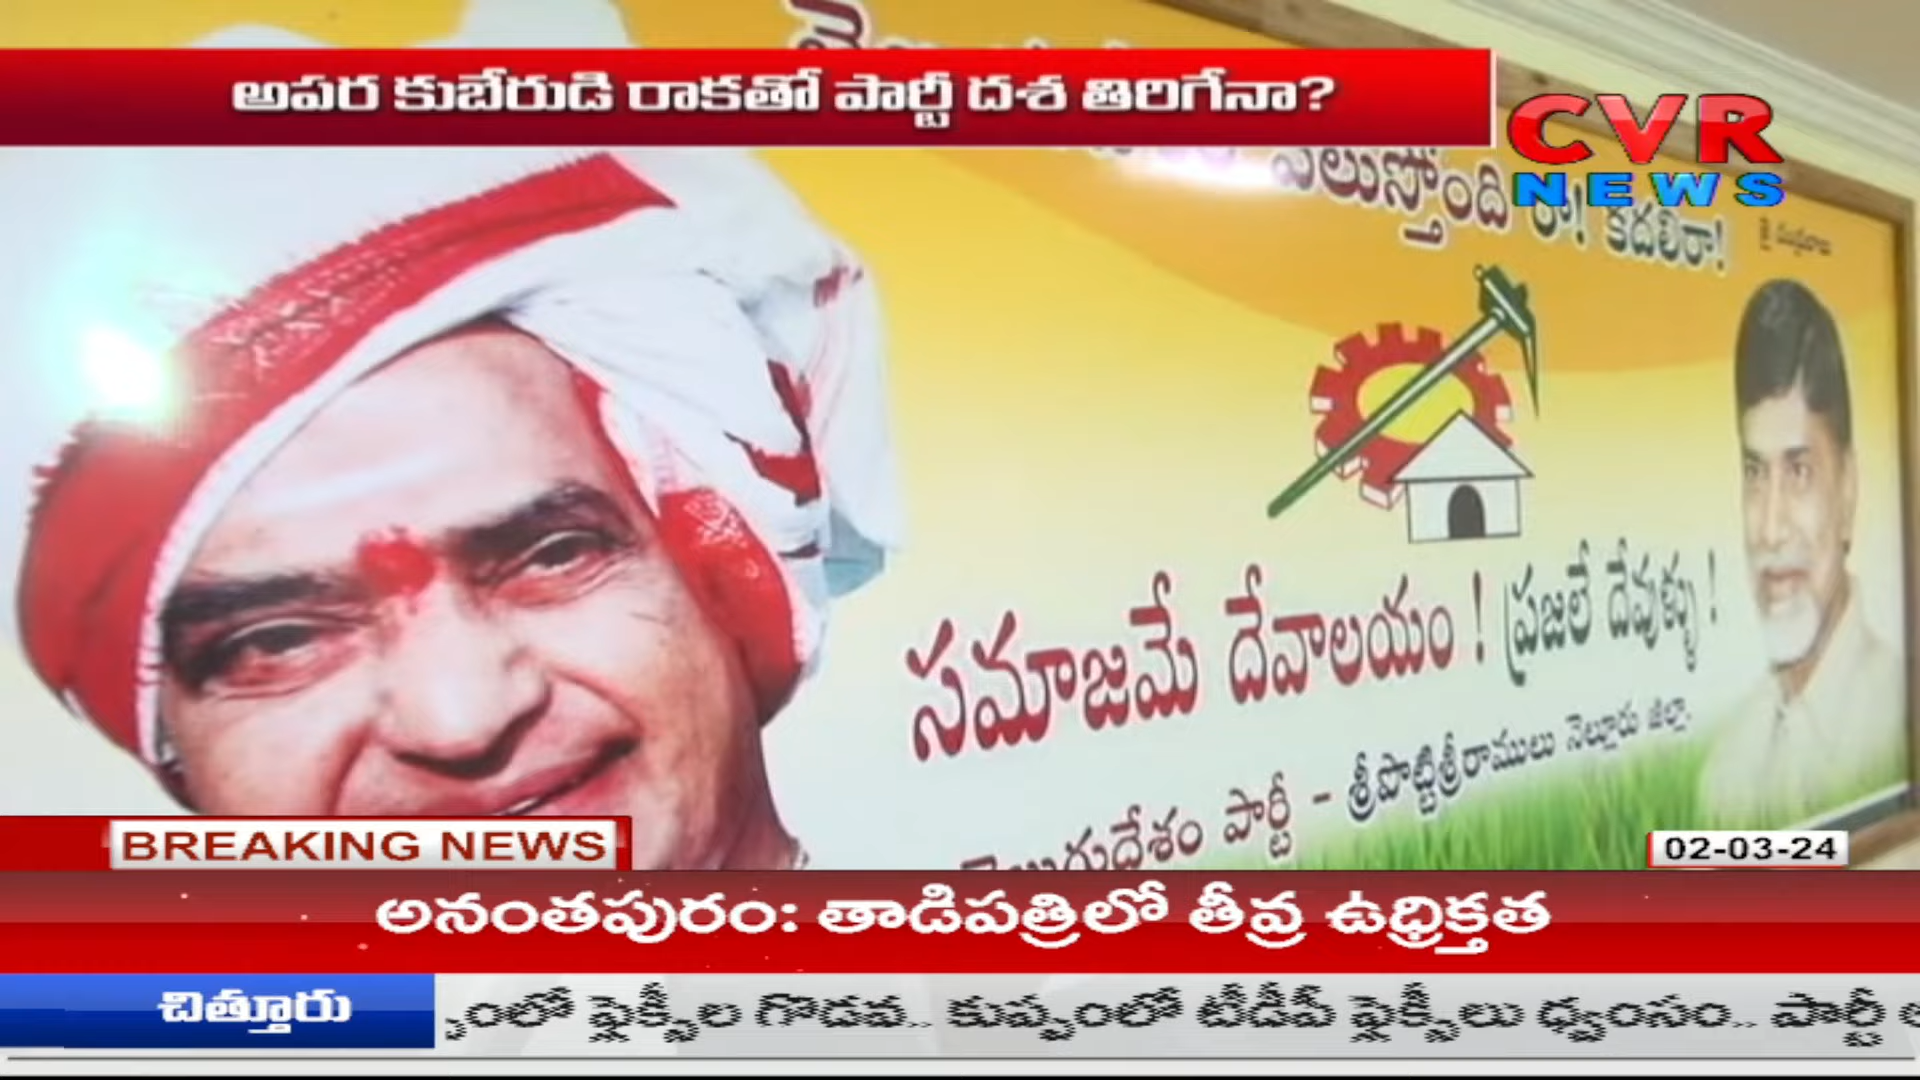 అపర కుబేరుడి రాకతో పార్టీ దశ తిరిగేనా?
CVR
NEWS
పిలుస్తోంది రా! కదలిరా!
సమాజమే దేవాలయం ! ప్రజలే దేవుళ్ళు !
పార్టీ - శ్రీపొట్టిశ్రీరాములు నెల్లూరు జిల్లా
BREAKING NEWS
02-03-24
అనంతపురం: తాడిపత్రిలో తీవ్ర ఉధ్రిక్తత
చిత్తూరు
ఫ్లెక్సీల గొడవ.. కుప్పంలో టీడీపీ ఫ్లెక్సీలు ధ్వంసం.. పార్టీ